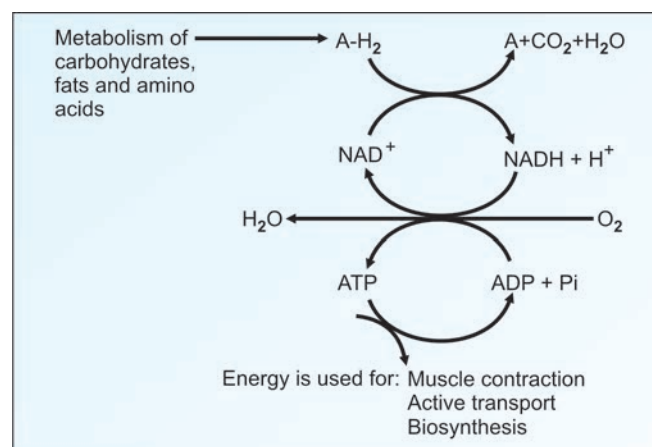 Metabolism of
carbohydrates,
fats and amino
acids
A-H₂
A+CO₂+H₂O
NAD⁺
NADH + H⁺
H₂O
O₂
ATP
ADP + Pi
Energy is used for: Muscle contraction
Active transport
Biosynthesis